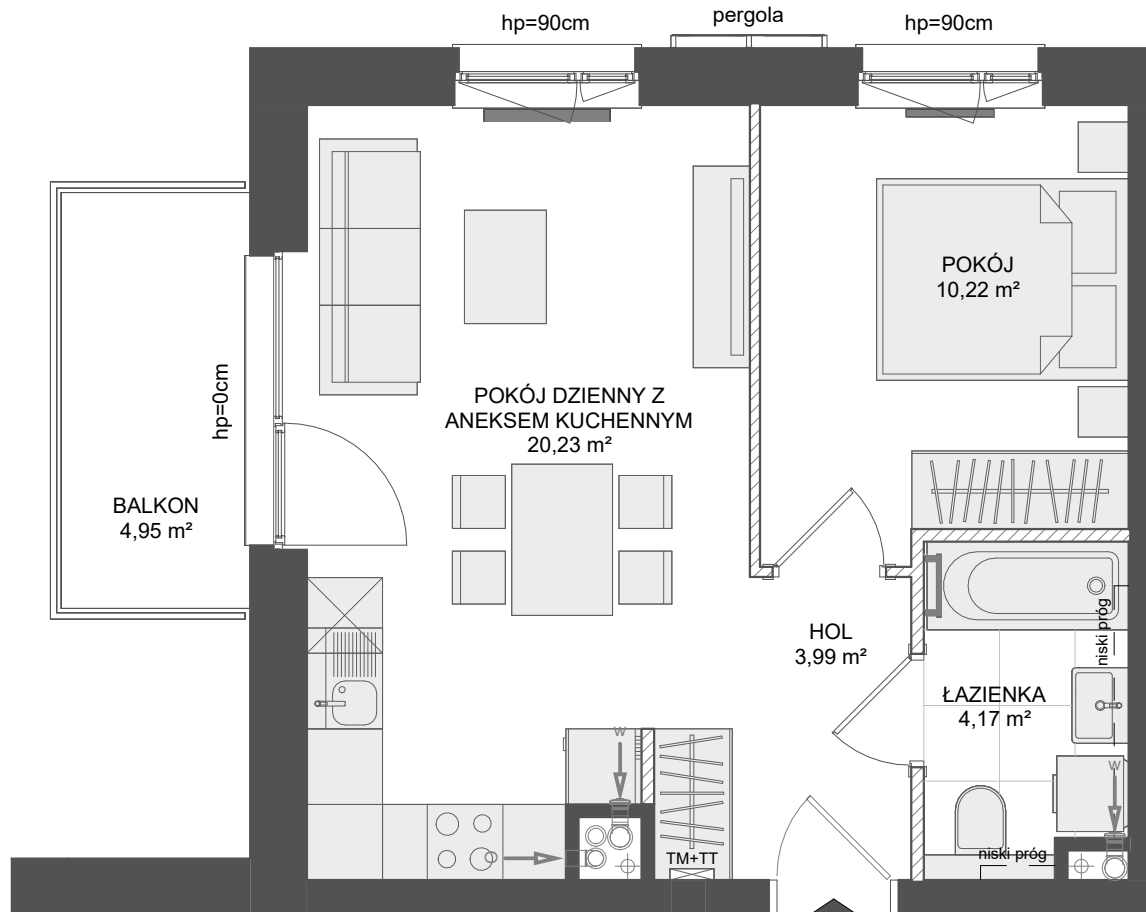 hp=90cm
pergola
hp=90cm
POKÓJ
10,22 m²
hp=0cm
POKÓJ DZIENNY Z
ANEKSEM KUCHENNYM
20,23 m²
BALKON
4,95 m²
HOL
3,99 m²
niski próg
ŁAZIENKA
4,17 m²
W
W
TM+TT
niski próg